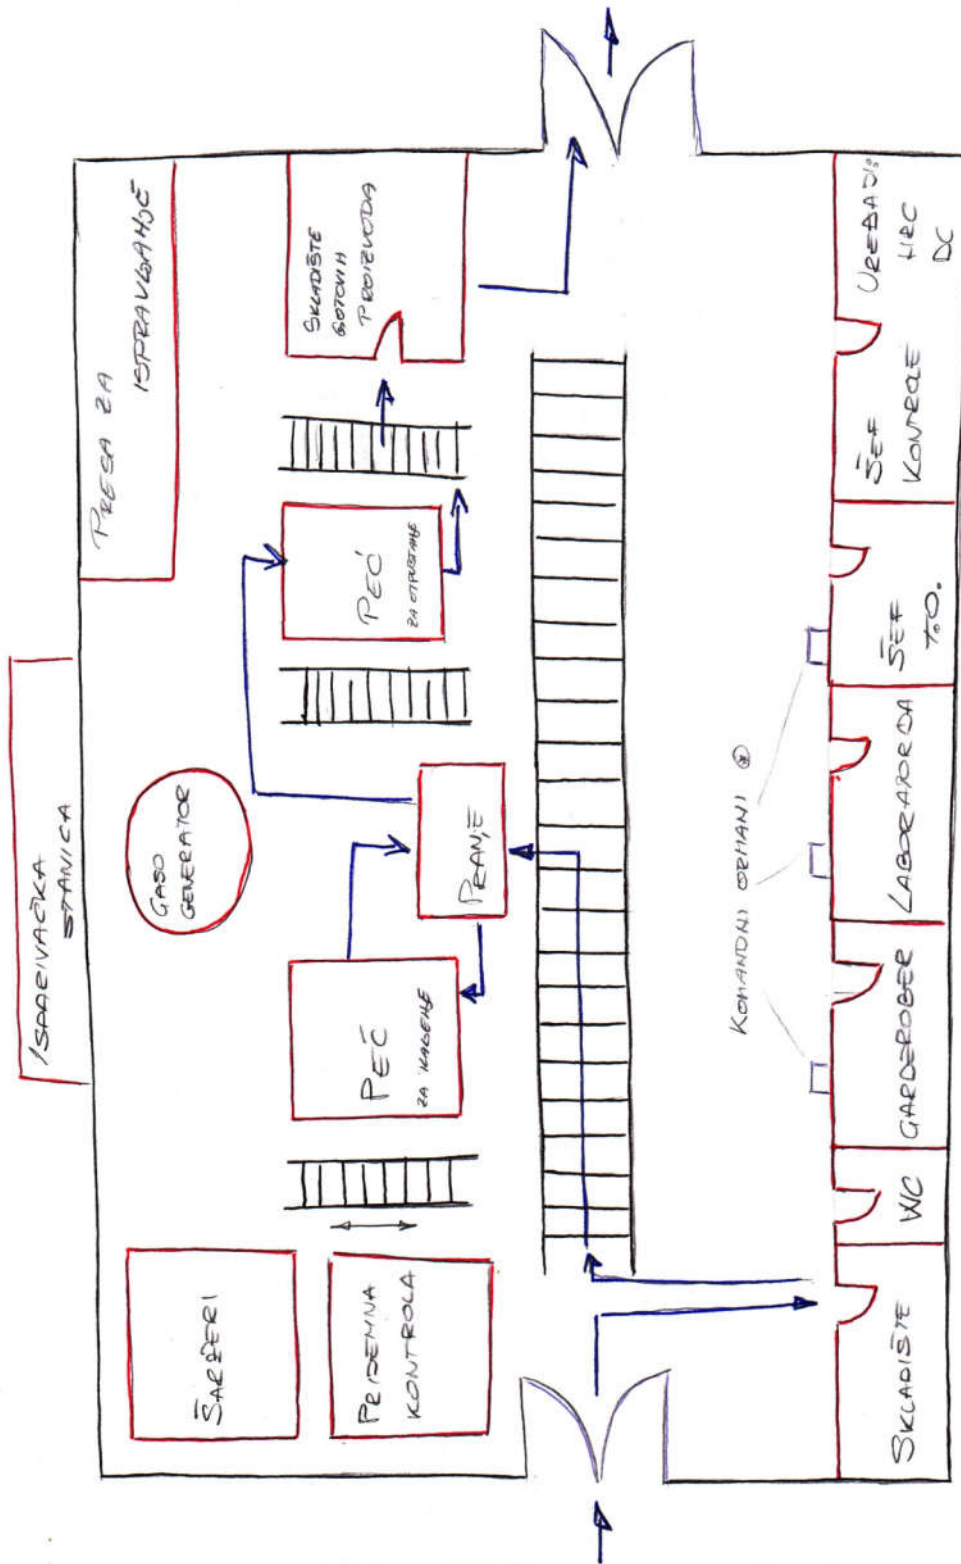 ISPARIVAČKA
STANICA
PRESA ZA
ISPRAVLJANJE
GASO
GENERATOR
ŠARŽERI
PRIJEMNA
KONTROLA
PEĆ
ZA KALJENJE
PRANJE
PEĆ
ZA OTPUŠTANJE
SKLADIŠTE
GOTOVIH
PROIZVODA
KOMANDNI ORMANI
SKLADIŠTE
WC
GARDEROBER
LABORATORIJA
ŠEF
T.O.
ŠEF
KONTROLE
UREĐAJI:
HRC
DC